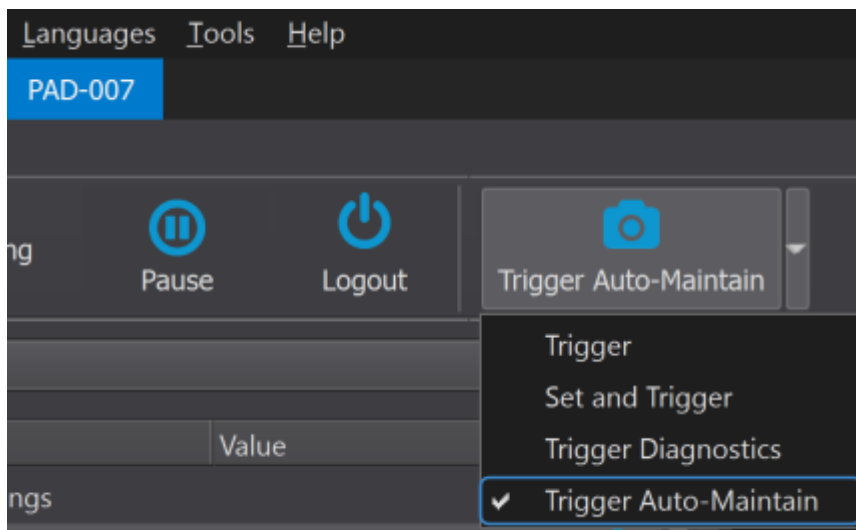 Languages Tools Help
PAD-007
ng
Pause
Logout
Trigger Auto-Maintain
Trigger
Set and Trigger
Trigger Diagnostics
Trigger Auto-Maintain
Value
ngs